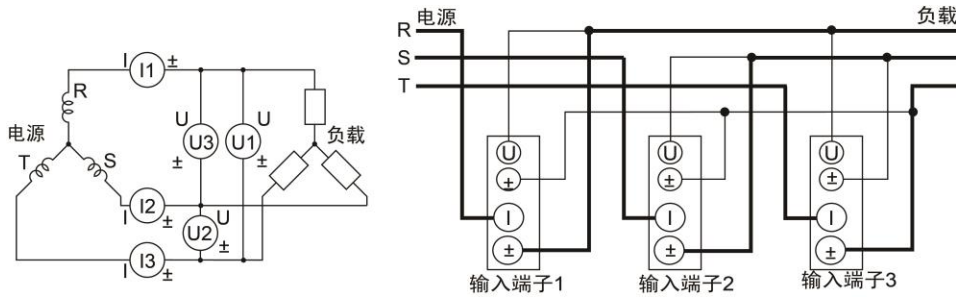 I I1 ±
R
U U
电源 U3 U1 负载
± ±
T S
I I2 ± U
U2 ±
I I3 ±
电源 负载
R
S
T
U U U
± ± ±
I I I
± ± ±
输入端子1 输入端子2 输入端子3